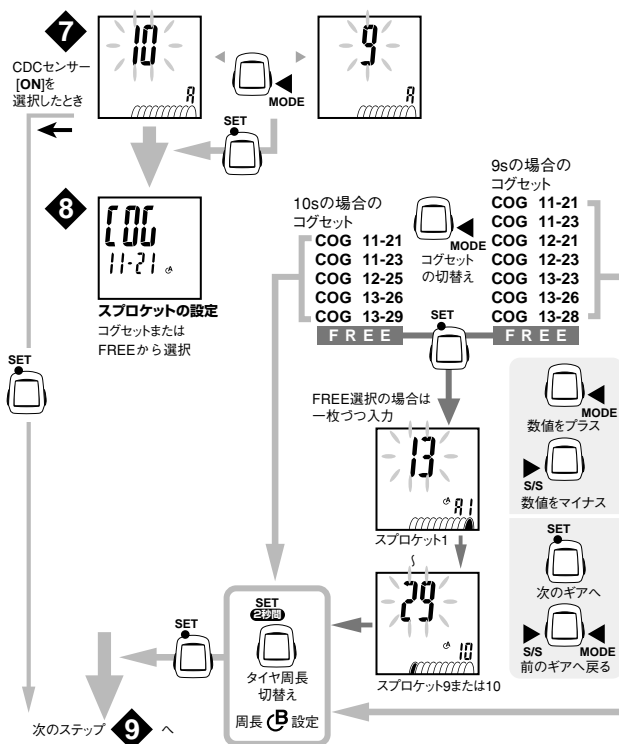 7
CDCセンサー
[ON]を
選択したとき
10
A
MODE
SET
9
A
8
COG
11-21
スプロケットの設定
コグセットまたは
FREEから選択
10sの場合の
コグセット
COG 11-21
COG 11-23
COG 12-25
COG 13-26
COG 13-29
FREE
MODE
コグセット
の切替え
SET
9sの場合の
コグセット
COG 11-21
COG 11-23
COG 12-21
COG 12-23
COG 13-23
COG 13-26
COG 13-28
FREE
SET
FREE選択の場合は
一枚づつ入力
13
A1
スプロケット1
~
29
10
スプロケット9または10
MODE
数値をプラス
S/S
数値をマイナス
SET
次のギアへ
S/S MODE
前のギアへ戻る
SET
2秒間
タイヤ周長
切替え
周長 B 設定
SET
次のステップ 9 へ